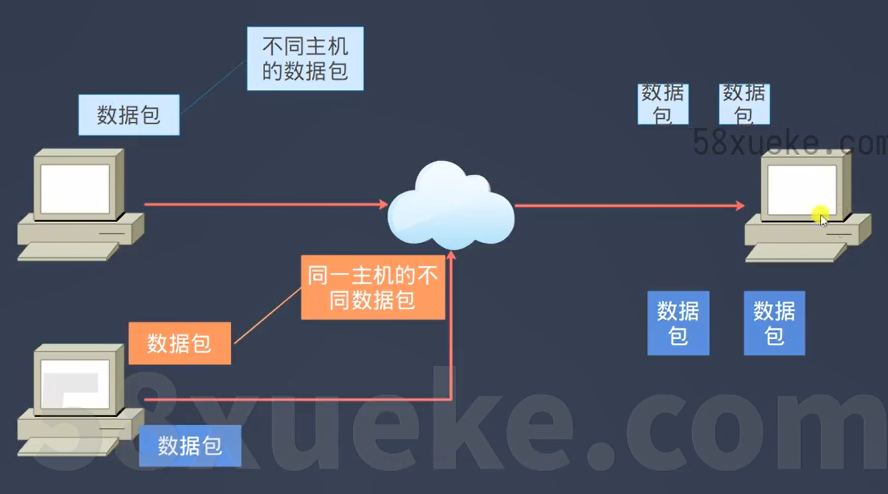 不同主机
的数据包
数据包
数据
包
数据
包
58xueke.com
同一主机的不
同数据包
数据包
数据
包
数据
包
数据包
58xueke.com